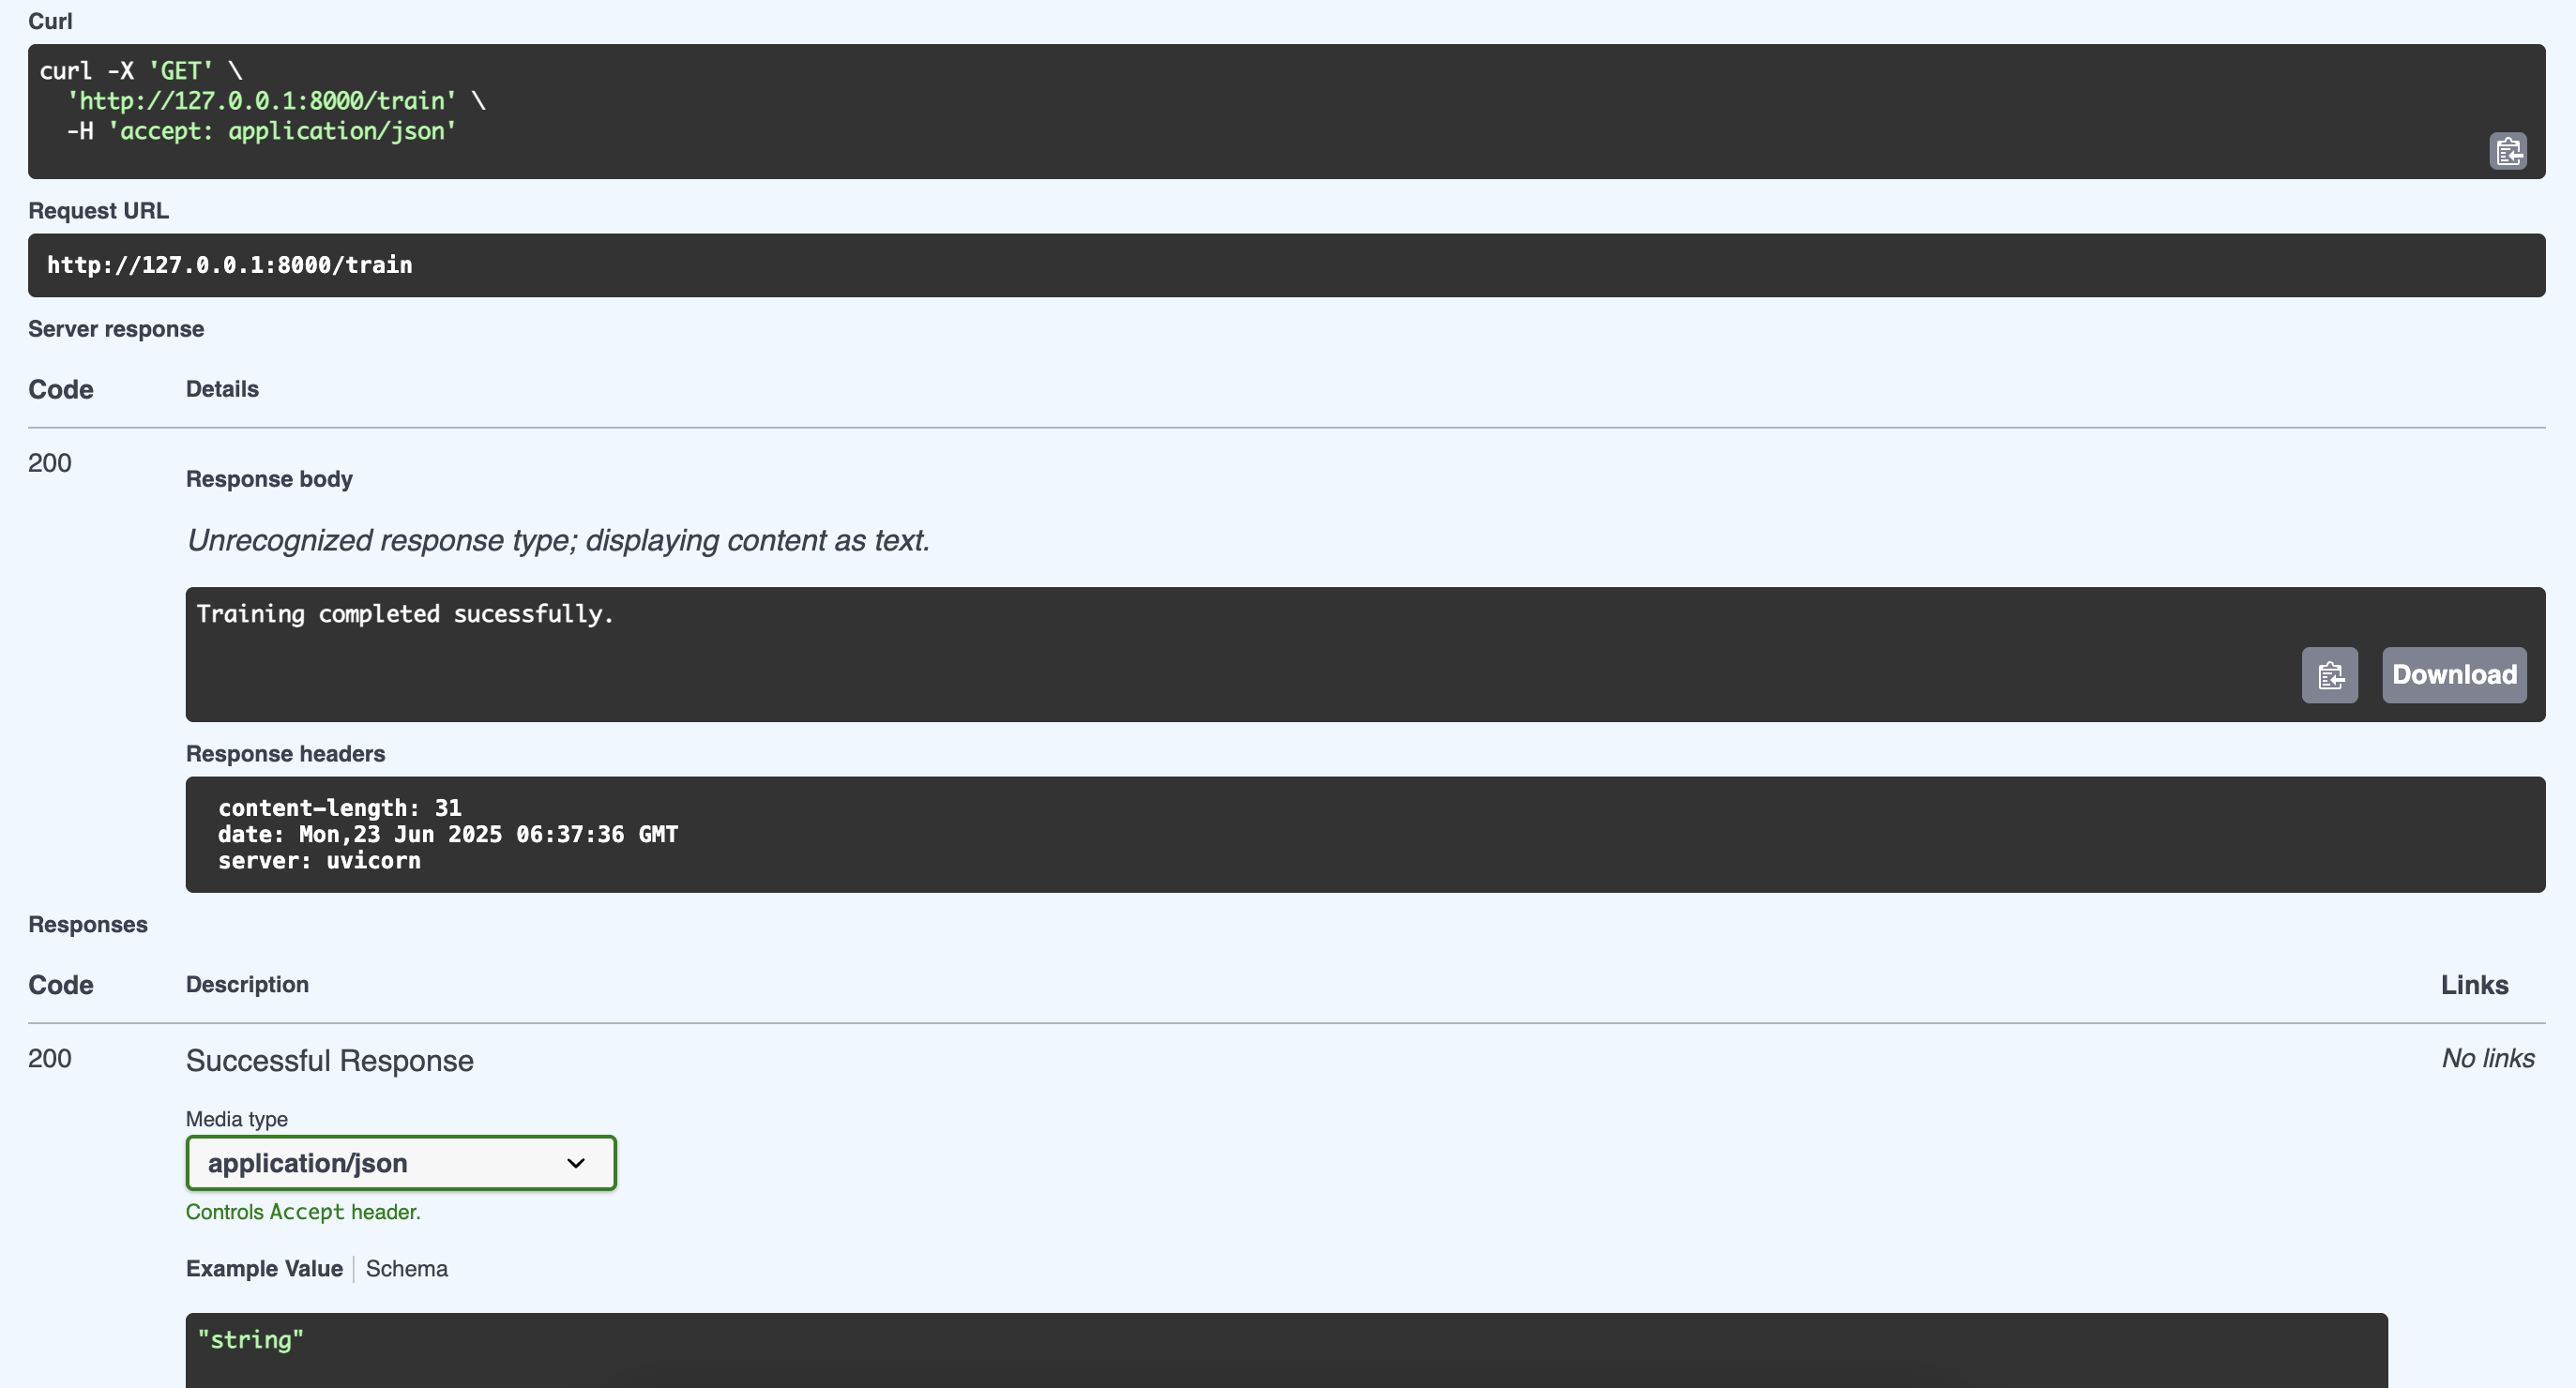 Curl
curl -X 'GET' \
'http://127.0.0.1:8000/train' \
-H 'accept: application/json'
Request URL
http://127.0.0.1:8000/train
Server response
Code Details
200
Response body
Unrecognized response type; displaying content as text.
Training completed sucessfully.
Download
Response headers
content-length: 31
date: Mon,23 Jun 2025 06:37:36 GMT
server: uvicorn
Responses
Code Description Links
200 Successful Response No links
Media type
application/json
Controls Accept header.
Example Value Schema
"string"